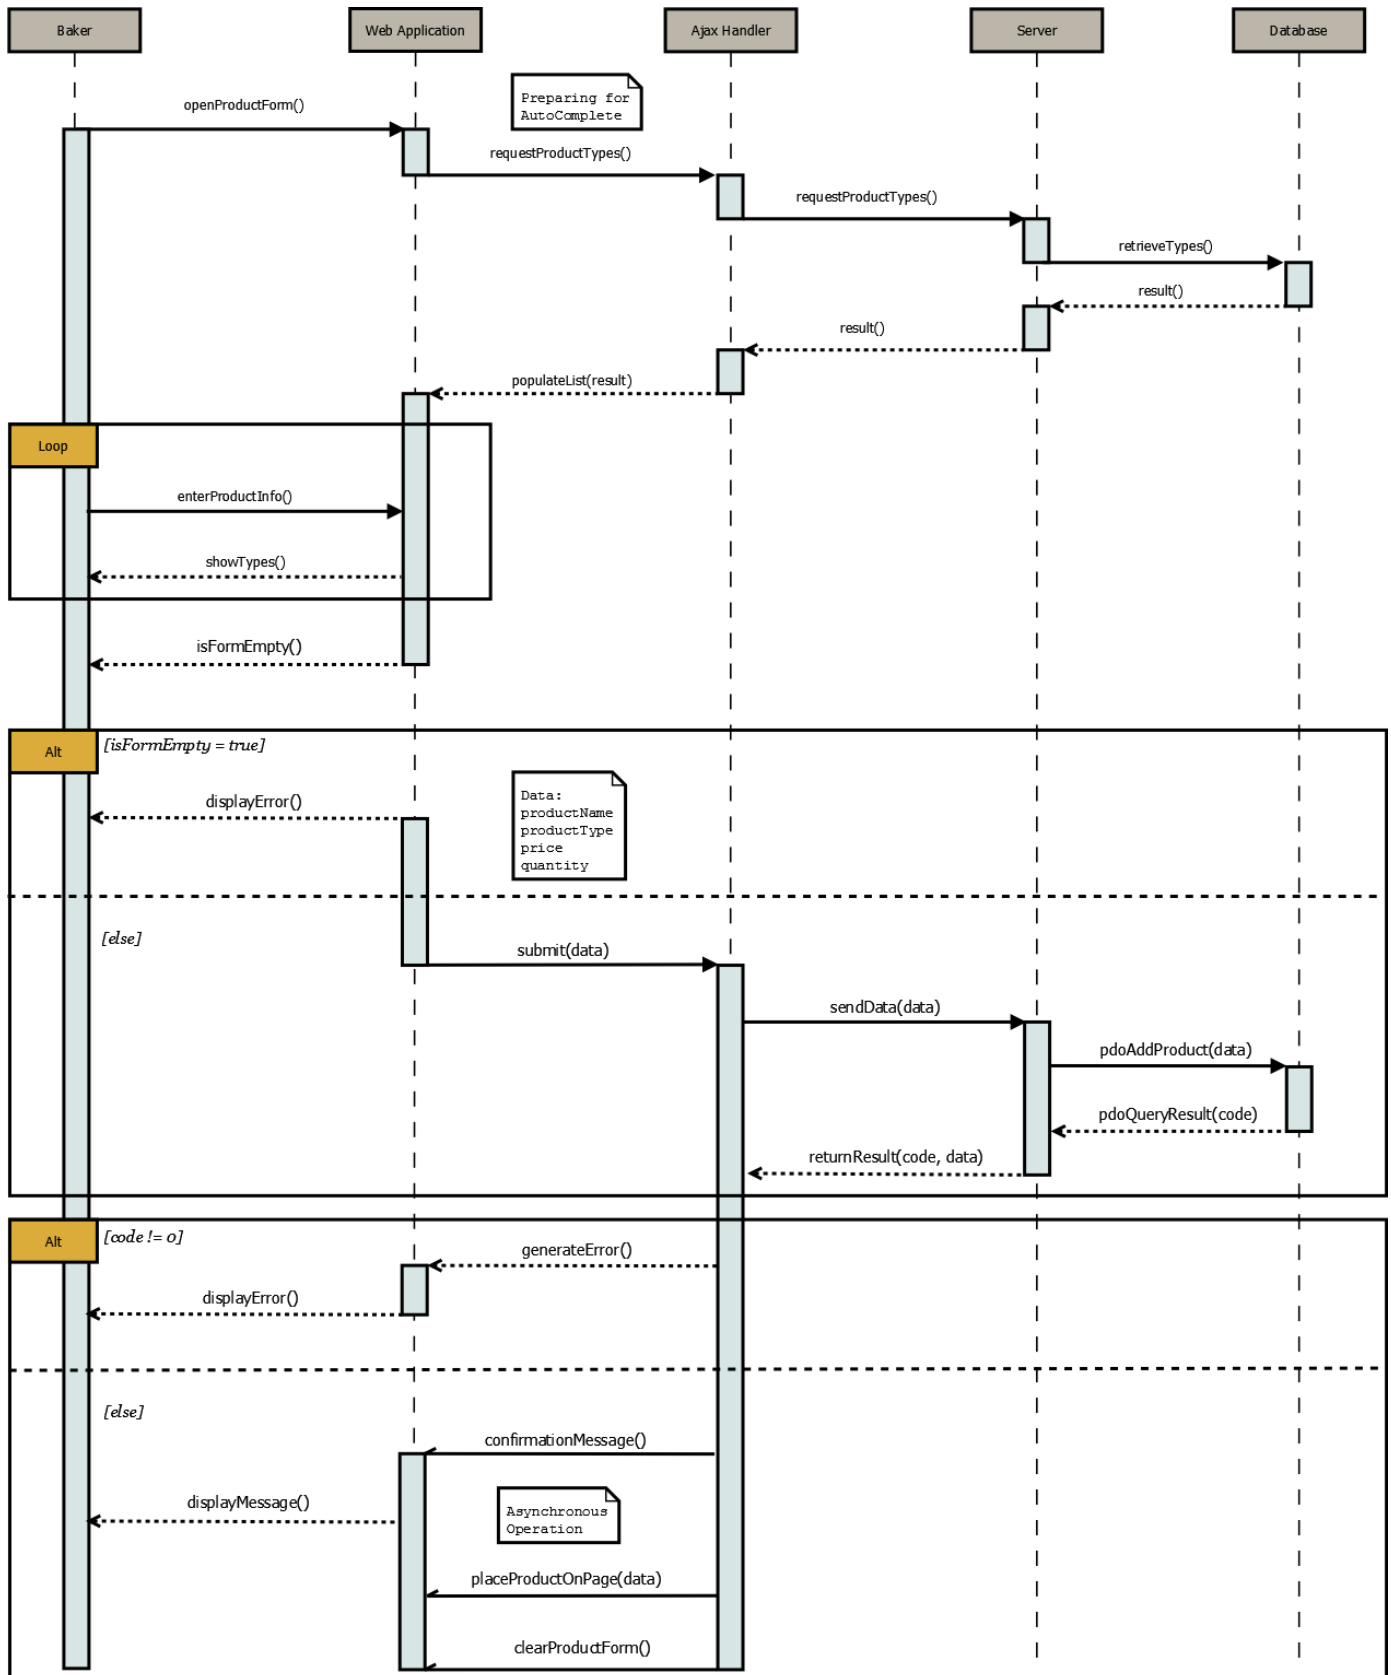 Baker
Web Application
Ajax Handler
Server
Database
Preparing for
AutoComplete
openProductForm()
requestProductTypes()
requestProductTypes()
retrieveTypes()
result()
result()
populateList(result)
Loop
enterProductInfo()
showTypes()
isFormEmpty()
Alt
[isFormEmpty = true]
displayError()
Data:
productName
productType
price
quantity
[else]
submit(data)
sendData(data)
pdoAddProduct(data)
pdoQueryResult(code)
returnResult(code, data)
Alt
[code != 0]
generateError()
displayError()
[else]
confirmationMessage()
displayMessage()
Asynchronous
Operation
placeProductOnPage(data)
clearProductForm()